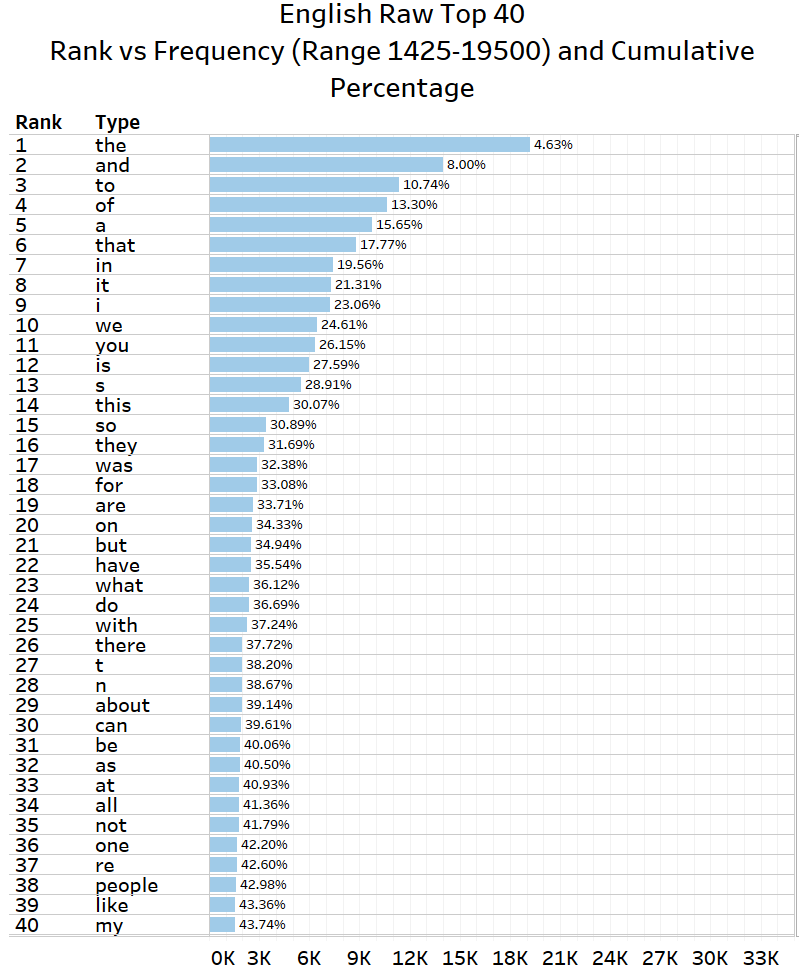 English Raw Top 40
Rank vs Frequency (Range 1425-19500) and Cumulative
Percentage
Rank Type
1 the 4.63%
2 and 8.00%
3 to 10.74%
4 of 13.30%
5 a 15.65%
6 that 17.77%
7 in 19.56%
8 it 21.31%
9 i 23.06%
10 we 24.61%
11 you 26.15%
12 is 27.59%
13 s 28.91%
14 this 30.07%
15 so 30.89%
16 they 31.69%
17 was 32.38%
18 for 33.08%
19 are 33.71%
20 on 34.33%
21 but 34.94%
22 have 35.54%
23 what 36.12%
24 do 36.69%
25 with 37.24%
26 there 37.72%
27 t 38.20%
28 n 38.67%
29 about 39.14%
30 can 39.61%
31 be 40.06%
32 as 40.50%
33 at 40.93%
34 all 41.36%
35 not 41.79%
36 one 42.20%
37 re 42.60%
38 people 42.98%
39 like 43.36%
40 my 43.74%
0K 3K 6K 9K 12K 15K 18K 21K 24K 27K 30K 33K